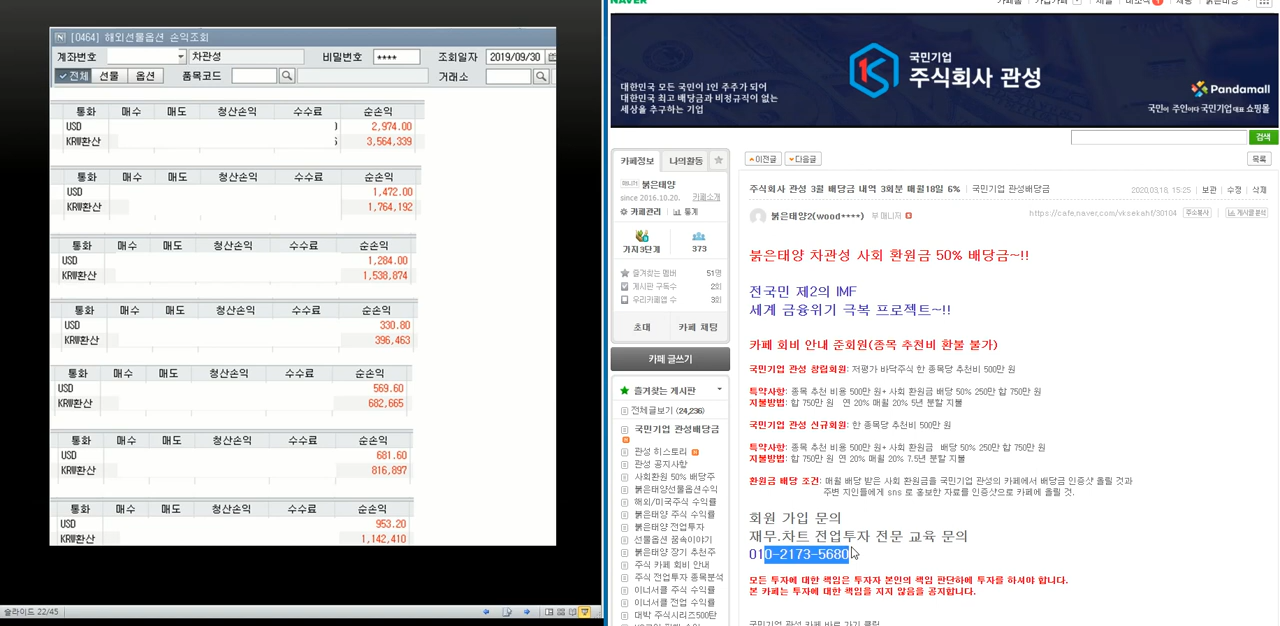 [0464] 해외선물옵션 손익조회
계좌번호 차관성 비밀번호 **** 조회일자 2019/09/30
전체 선물 옵션 품목코드 거래소
통화 매수 매도 청산손익 수수료 순손익
USD 2,974.00
KRW환산 3,564,339
통화 매수 매도 청산손익 수수료 순손익
USD 1,472.00
KRW환산 1,764,192
통화 매수 매도 청산손익 수수료 순손익
USD 1,284.00
KRW환산 1,538,874
통화 매수 매도 청산손익 수수료 순손익
USD 330.80
KRW환산 396,463
통화 매수 매도 청산손익 수수료 순손익
USD 569.60
KRW환산 682,665
통화 매수 매도 청산손익 수수료 순손익
USD 681.60
KRW환산 816,897
통화 매수 매도 청산손익 수수료 순손익
USD 953.20
KRW환산 1,142,410
슬라이드 22/45
NAVER
대한민국 모든 국민이 1인 주주가 되어
대한민국 최고 배당금과 비정규직이 없는
세상을 추구하는 기업
국민기업
주식회사 관성
Pandamall
국민이 주인이다 국민기업대표 쇼핑몰
검색
카페정보 나의활동
매니저 붉은태양
since 2016.10.20. 카페소개
카페관리 통계
가지3단계 373
즐겨찾는 멤버 51명
게시판 구독수 2회
우리카페앱 수 3회
초대 카페 채팅
카페 글쓰기
즐겨찾는 게시판
전체글보기 (24,236)
국민기업 관성배당금
관성 히스토리
관성 공지사항
사회환원 50% 배당주
붉은태양선물옵션수익
해외/미국주식 수익률
붉은태양 주식 수익률
붉은태양 전업투자
선물옵션 꿈속이야기
붉은태양 장기 추천주
주식 카페 회비 안내
주식 전업투자 종목분석
이너서클 주식 수익률
이너서클 전업 수익률
대박 주식시리즈500탄
이전글 다음글 목록
주식회사 관성 3월 배당금 내역 3회분 매월18일 6% 국민기업 관성배당금 2020.03.18. 15:25 보관 수정 삭제
붉은태양2(wood****) 부매니저 https://cafe.naver.com/vksekahf/30104 주소복사 게시글 분석
붉은태양 차관성 사회 환원금 50% 배당금~!!
전국민 제2의 IMF
세계 금융위기 극복 프로젝트~!!
카페 회비 안내 준회원(종목 추천비 환불 불가)
국민기업 관성 창립회원: 저평가 바닥주식 한 종목당 추천비 500만 원
특약사항: 종목 추천 비용 500만 원+ 사회 환원금 배당 50% 250만 합 750만 원
지불방법: 합 750만 원 연 20% 매월 20% 5년 분할 지불
국민기업 관성 신규회원: 한 종목당 추천비 500만 원
특약사항: 종목 추천 비용 500만 원+ 사회 환원금 배당 50% 250만 합 750만 원
지불방법: 합 750만 원 연 20% 매월 20% 7.5년 분할 지불
환원금 배당 조건: 매월 배당 받은 사회 환원금을 국민기업 관성의 카페에서 배당금 인증샷 올릴 것과
주변 지인들에게 sns 로 홍보한 자료를 인증샷으로 카페에 올릴 것.
회원 가입 문의
재무.차트 전업투자 전문 교육 문의
010-2173-5680
모든 투자에 대한 책임은 투자자 본인의 책임 판단하에 투자를 하셔야 합니다.
본 카페는 투자에 대한 책임을 지지 않음을 공지합니다.
국민기업 관성 카페 바로 가기 클릭